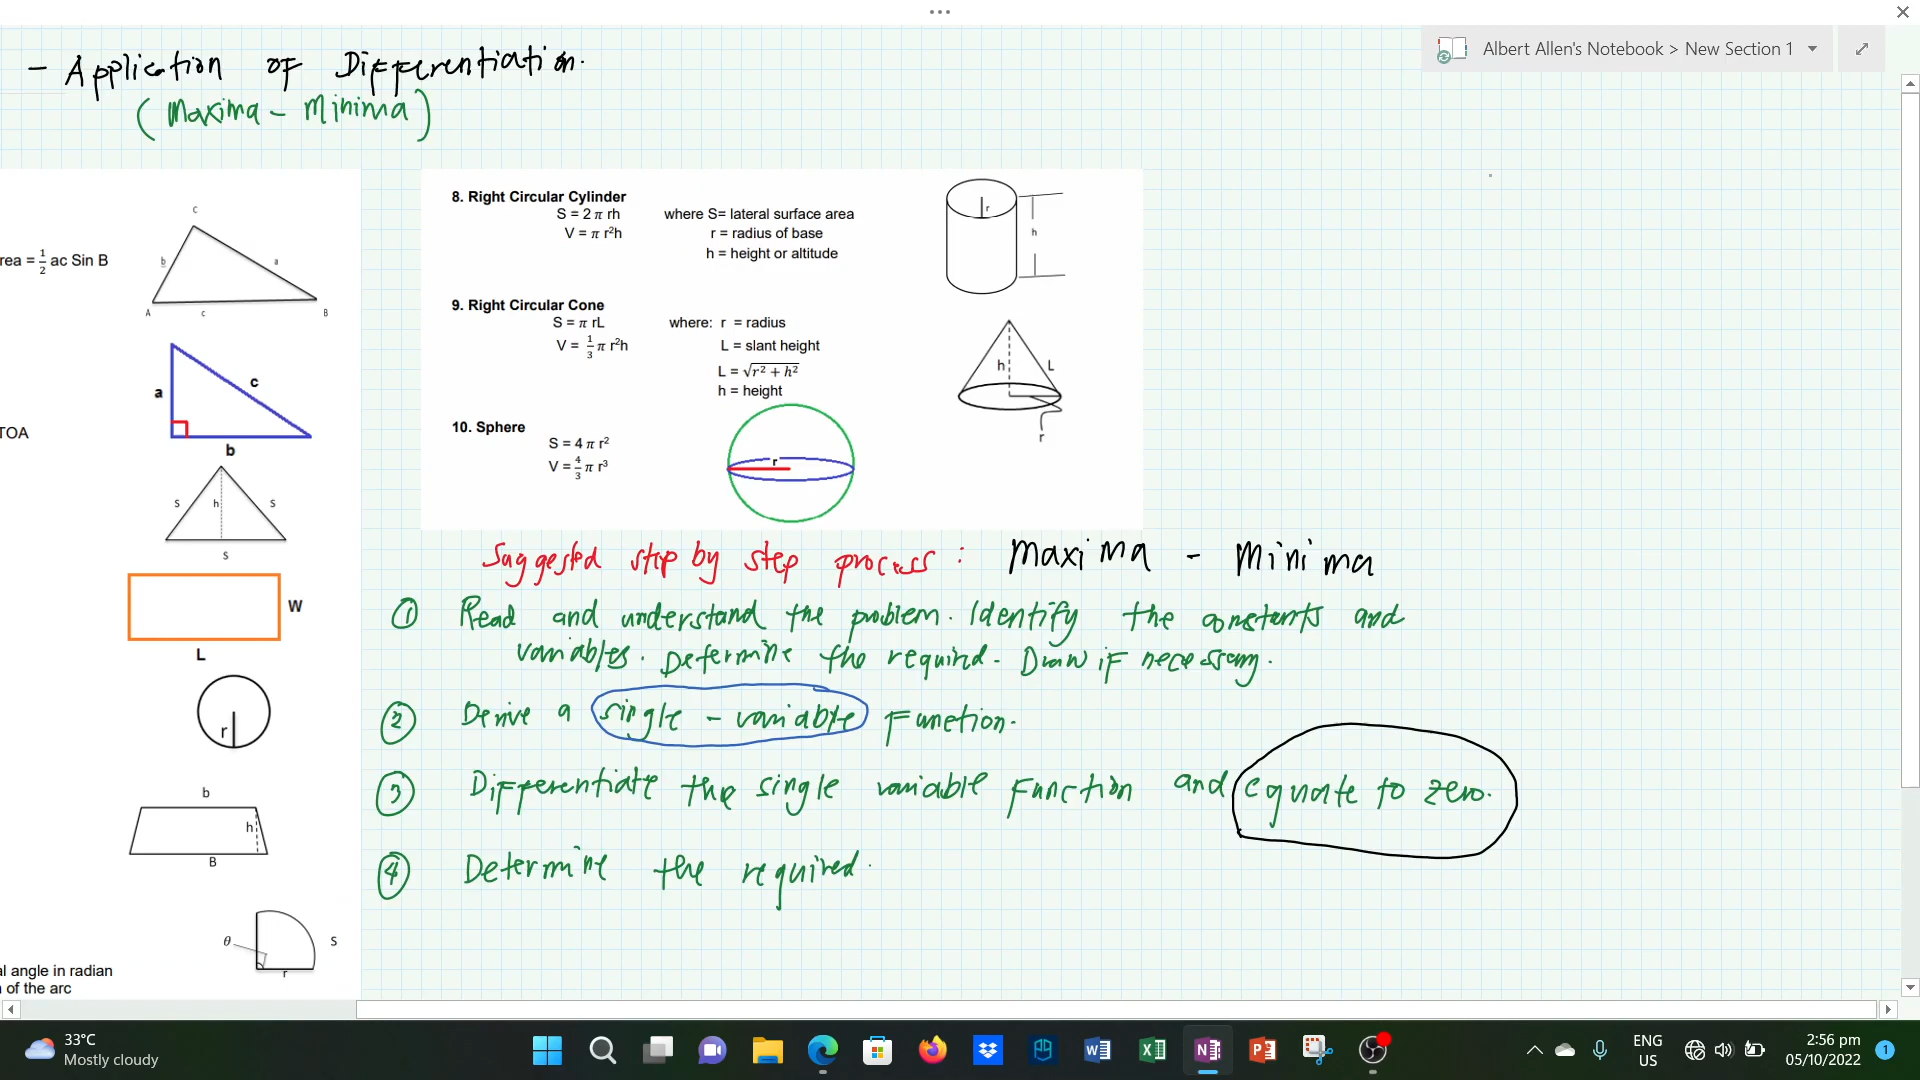 Albert Allen's Notebook > New Section 1
- Application of Differentiation.
(Maxima - Minima)
rea = 1/2 ac Sin B
C
b
a
A
c
B
a
c
b
TOA
S
h
S
S
W
L
r
b
h
B
θ
S
r
al angle in radian
of the arc
8. Right Circular Cylinder
S = 2 π rh where S= lateral surface area
V = π r²h r = radius of base
h = height or altitude
r
h
9. Right Circular Cone
S = π rL where: r = radius
V = 1/3 π r²h L = slant height
L = √(r² + h²)
h = height
h
L
r
10. Sphere
S = 4 π r²
V = 4/3 π r³
r
Suggested step by step process : Maxima - Minima
① Read and understand the problem. Identify the constants and
variables. Determine the required. Draw if necessary.
② Derive a single - variable function.
③ Differentiate the single variable function and equate to zero.
④ Determine the required.
33°C
Mostly cloudy
ENG
US
2:56 pm
05/10/2022
1